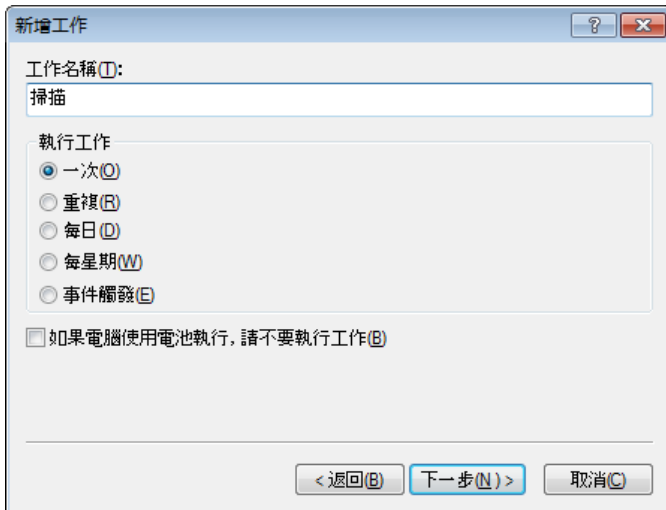 新增工作
工作名稱(T):
掃描
執行工作
一次(O)
重複(R)
每日(D)
每星期(W)
事件觸發(E)
如果電腦使用電池執行，請不要執行工作(B)
<返回(B) 下一步(N) > 取消(C)